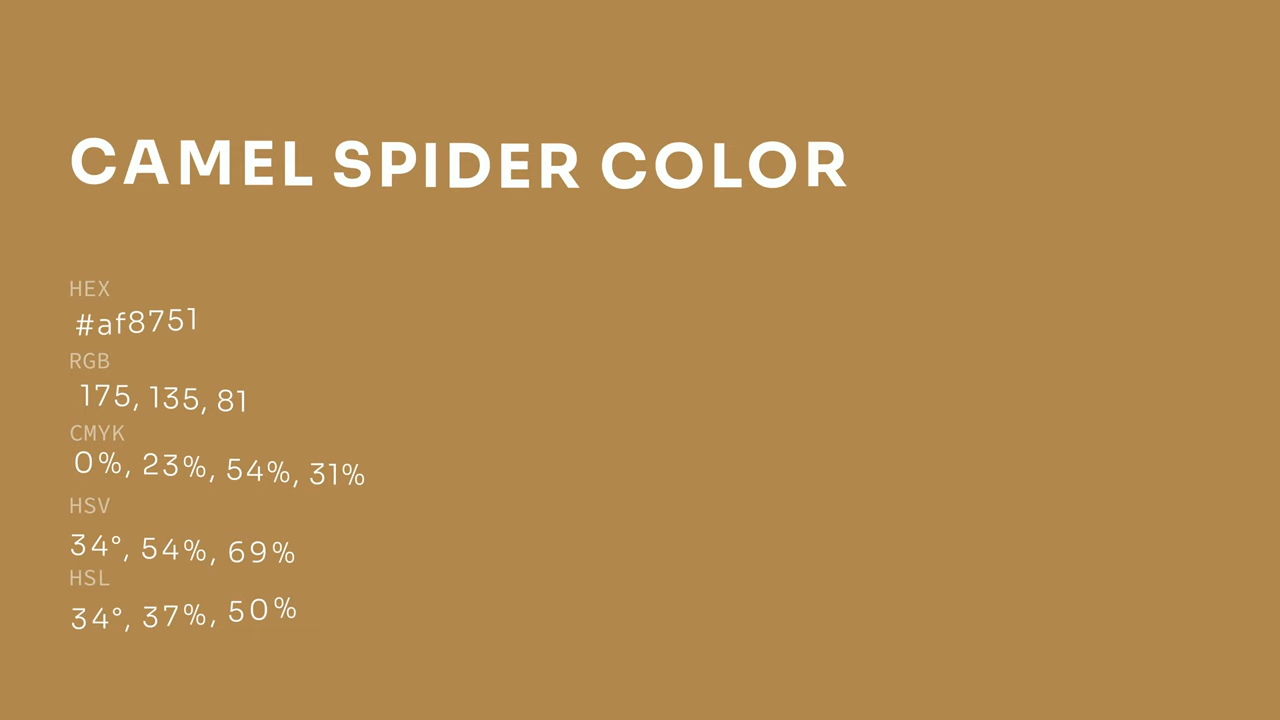 CAMEL SPIDER COLOR
HEX
#af8751
RGB
175, 135, 81
CMYK
0%, 23%, 54%, 31%
HSV
34°, 54%, 69%
HSL
34°, 37%, 50%